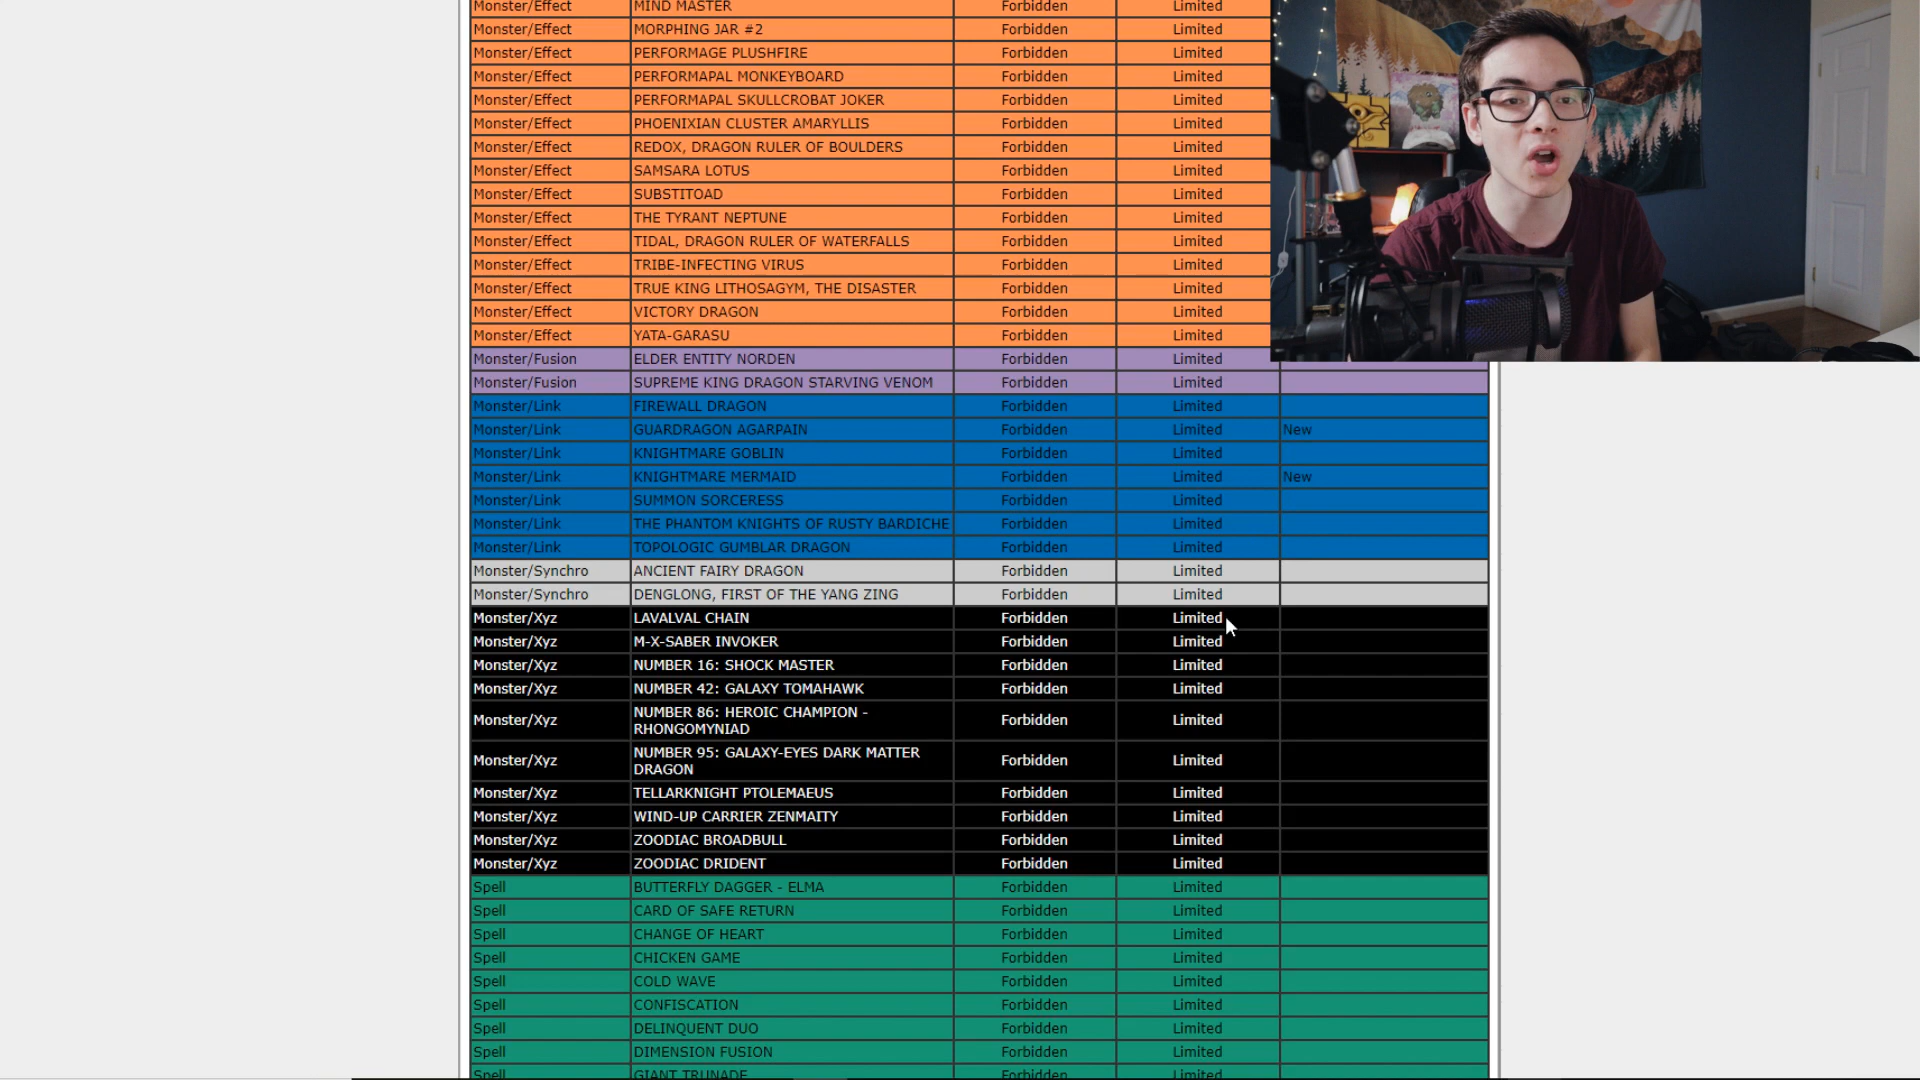 Monster/Effect MIND MASTER Forbidden Limited
Monster/Effect MORPHING JAR #2 Forbidden Limited
Monster/Effect PERFORMAGE PLUSHFIRE Forbidden Limited
Monster/Effect PERFORMAPAL MONKEYBOARD Forbidden Limited
Monster/Effect PERFORMAPAL SKULLCROBAT JOKER Forbidden Limited
Monster/Effect PHOENIXIAN CLUSTER AMARYLLIS Forbidden Limited
Monster/Effect REDOX, DRAGON RULER OF BOULDERS Forbidden Limited
Monster/Effect SAMSARA LOTUS Forbidden Limited
Monster/Effect SUBSTITOAD Forbidden Limited
Monster/Effect THE TYRANT NEPTUNE Forbidden Limited
Monster/Effect TIDAL, DRAGON RULER OF WATERFALLS Forbidden Limited
Monster/Effect TRIBE-INFECTING VIRUS Forbidden Limited
Monster/Effect TRUE KING LITHOSAGYM, THE DISASTER Forbidden Limited
Monster/Effect VICTORY DRAGON Forbidden Limited
Monster/Effect YATA-GARASU Forbidden Limited
Monster/Fusion ELDER ENTITY NORDEN Forbidden Limited
Monster/Fusion SUPREME KING DRAGON STARVING VENOM Forbidden Limited
Monster/Link FIREWALL DRAGON Forbidden Limited
Monster/Link GUARDRAGON AGARPAIN Forbidden Limited New
Monster/Link KNIGHTMARE GOBLIN Forbidden Limited
Monster/Link KNIGHTMARE MERMAID Forbidden Limited New
Monster/Link SUMMON SORCERESS Forbidden Limited
Monster/Link THE PHANTOM KNIGHTS OF RUSTY BARDICHE Forbidden Limited
Monster/Link TOPOLOGIC GUMBLAR DRAGON Forbidden Limited
Monster/Synchro ANCIENT FAIRY DRAGON Forbidden Limited
Monster/Synchro DENGLONG, FIRST OF THE YANG ZING Forbidden Limited
Monster/Xyz LAVALVAL CHAIN Forbidden Limited
Monster/Xyz M-X-SABER INVOKER Forbidden Limited
Monster/Xyz NUMBER 16: SHOCK MASTER Forbidden Limited
Monster/Xyz NUMBER 42: GALAXY TOMAHAWK Forbidden Limited
Monster/Xyz NUMBER 86: HEROIC CHAMPION - Forbidden Limited
RHONGOMYNIAD
Monster/Xyz NUMBER 95: GALAXY-EYES DARK MATTER Forbidden Limited
DRAGON
Monster/Xyz TELLARKNIGHT PTOLEMAEUS Forbidden Limited
Monster/Xyz WIND-UP CARRIER ZENMAITY Forbidden Limited
Monster/Xyz ZOODIAC BROADBULL Forbidden Limited
Monster/Xyz ZOODIAC DRIDENT Forbidden Limited
Spell BUTTERFLY DAGGER - ELMA Forbidden Limited
Spell CARD OF SAFE RETURN Forbidden Limited
Spell CHANGE OF HEART Forbidden Limited
Spell CHICKEN GAME Forbidden Limited
Spell COLD WAVE Forbidden Limited
Spell CONFISCATION Forbidden Limited
Spell DELINQUENT DUO Forbidden Limited
Spell DIMENSION FUSION Forbidden Limited
Spell GIANT TRUNADE Forbidden Limited